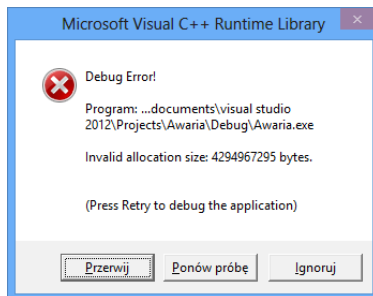 Microsoft Visual C++ Runtime Library
Debug Error!
Program: ...documents\visual studio
2012\Projects\Awaria\Debug\Awaria.exe
Invalid allocation size: 4294967295 bytes.
(Press Retry to debug the application)
Przerwij
Ponów próbę
Ignoruj